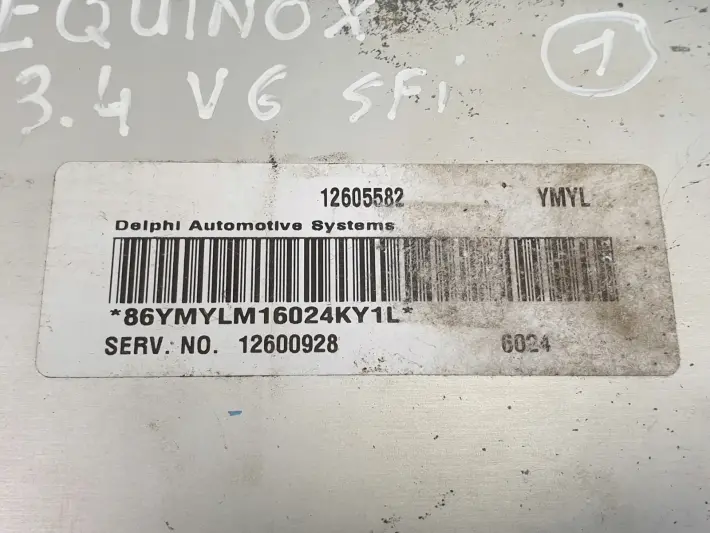 EQUINOX
3.4 V6 SFi
1
12605582 YMYL
Delphi Automotive Systems
*86YMYLM16024KY1L*
SERV. NO. 12600928 6024